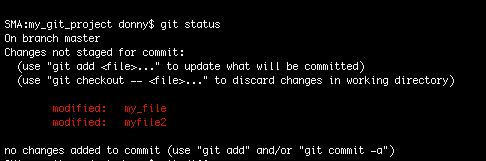 SMA:my_git_project donny$ git status
On branch master
Changes not staged for commit:
  (use "git add <file>..." to update what will be committed)
  (use "git checkout -- <file>..." to discard changes in working directory)

        modified:   my_file
        modified:   myfile2

no changes added to commit (use "git add" and/or "git commit -a")